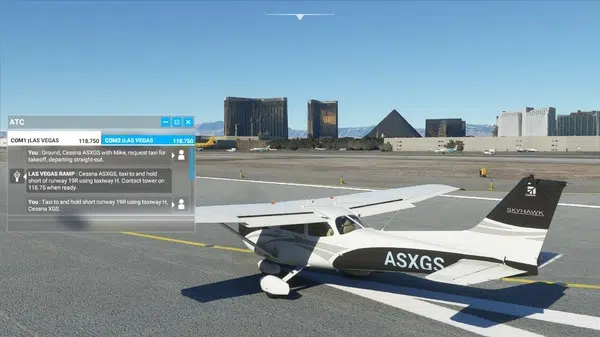 ATC
COM1 |LAS VEGAS 118.750
COM2 |LAS VEGAS 118.750
You : Ground, Cessna ASXGS with Mike, request taxi for
takeoff, departing straight-out.
LAS VEGAS RAMP : Cessna ASXGS, taxi to and hold
short of runway 19R using taxiway H. Contact tower on
118.75 when ready.
You : Taxi to and hold short runway 19R using taxiway H,
Cessna XGS.
SKYHAWK
ASXGS